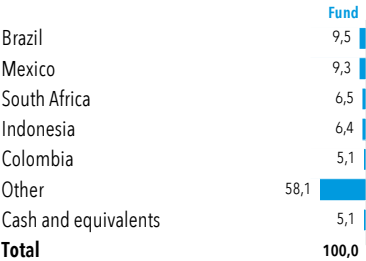 Fund
Brazil 9,5
Mexico 9,3
South Africa 6,5
Indonesia 6,4
Colombia 5,1
Other 58,1
Cash and equivalents 5,1
Total 100,0